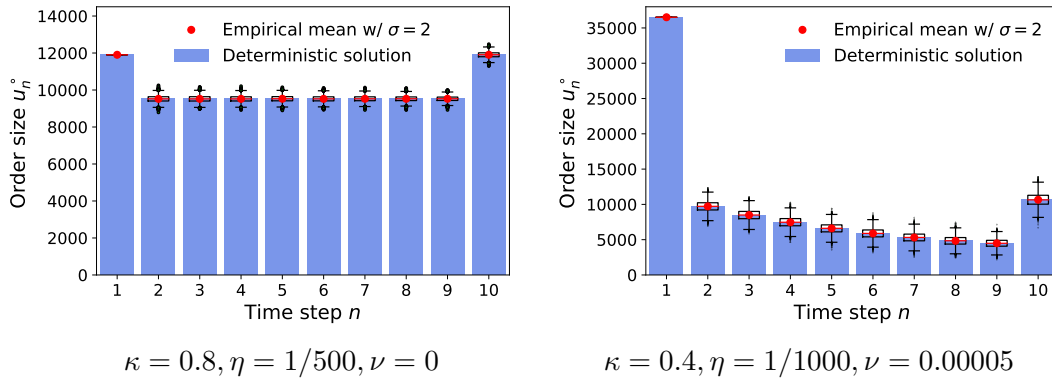 14000
12000
10000
8000
6000
4000
2000
0
Order size u°ₙ
Empirical mean w/ σ = 2
Deterministic solution
1 2 3 4 5 6 7 8 9 10
Time step n
κ = 0.8, η = 1/500, ν = 0
35000
30000
25000
20000
15000
10000
5000
0
Order size u°ₙ
Empirical mean w/ σ = 2
Deterministic solution
1 2 3 4 5 6 7 8 9 10
Time step n
κ = 0.4, η = 1/1000, ν = 0.00005